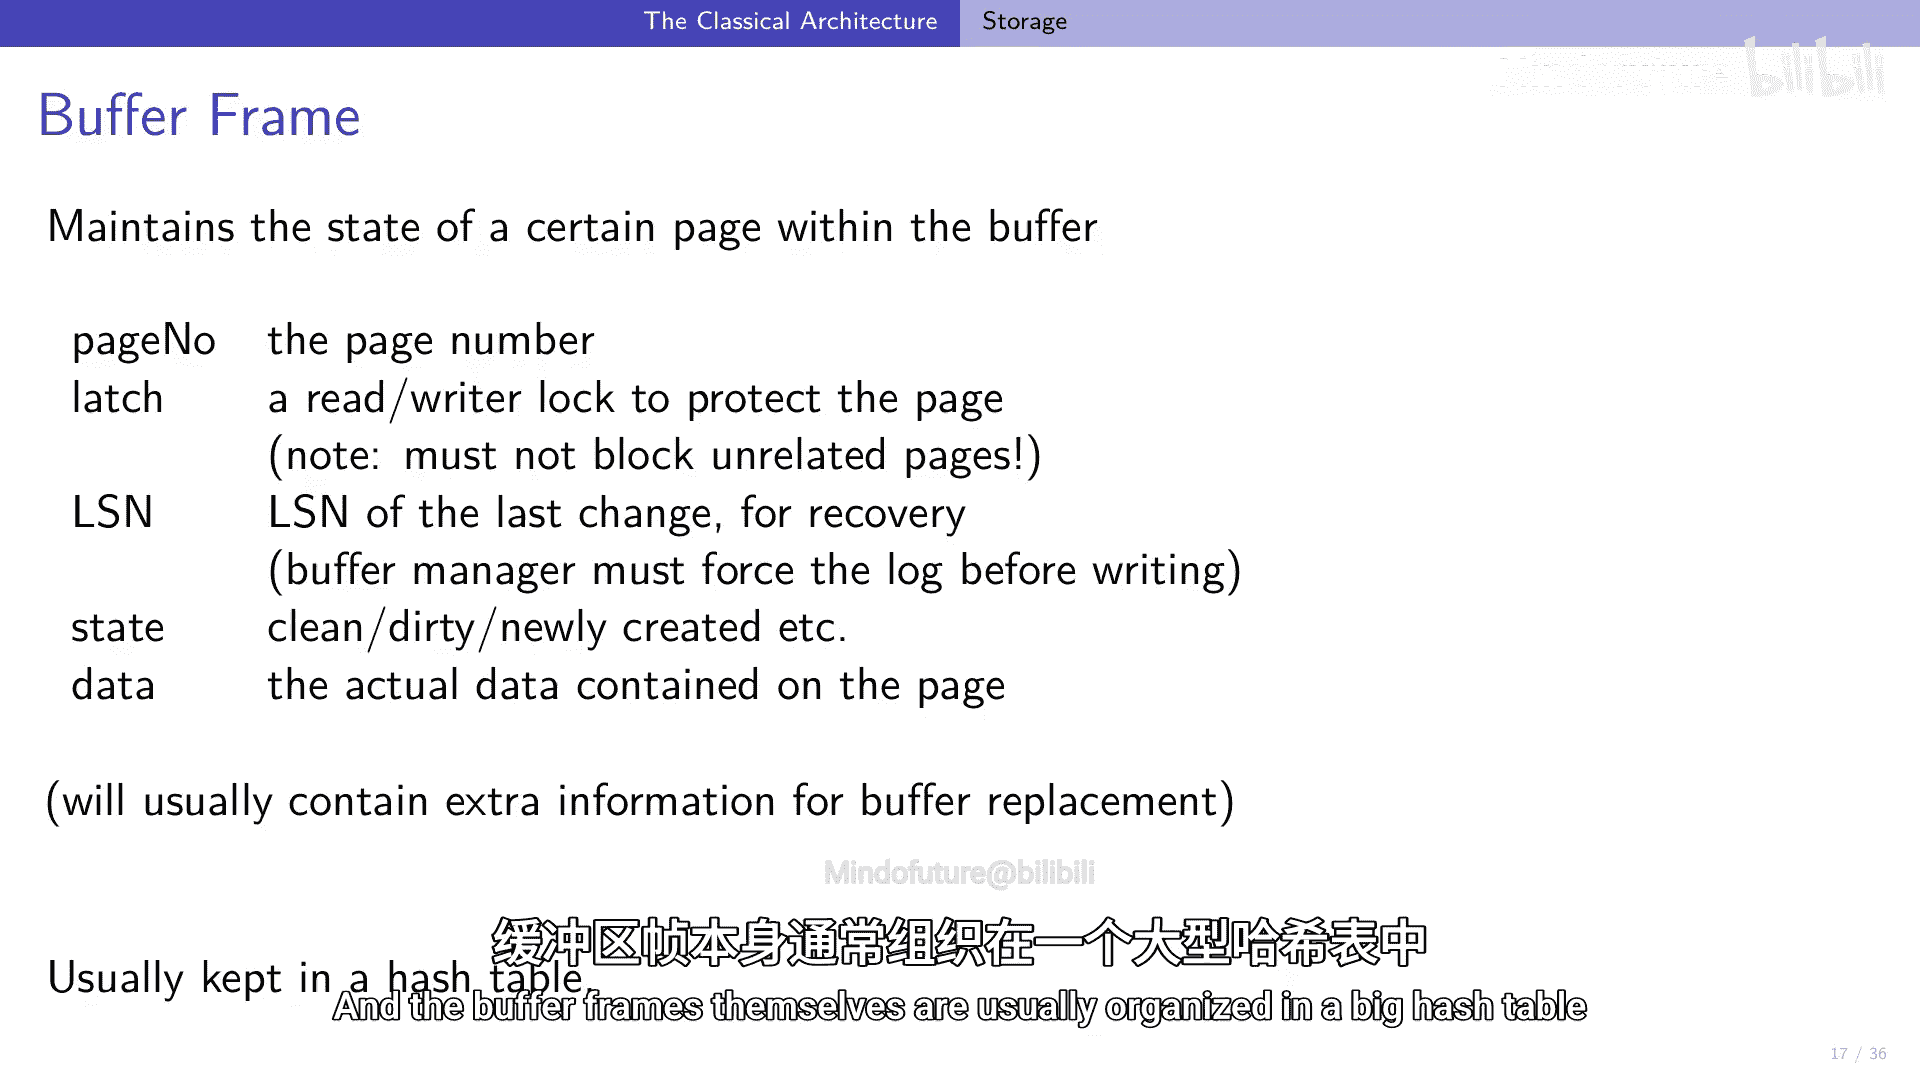 The Classical Architecture Storage
bilibili
Buffer Frame
Maintains the state of a certain page within the buffer
pageNo the page number
latch a read/writer lock to protect the page
(note: must not block unrelated pages!)
LSN LSN of the last change, for recovery
(buffer manager must force the log before writing)
state clean/dirty/newly created etc.
data the actual data contained on the page
(will usually contain extra information for buffer replacement)
Mindofuture@bilibili
缓冲区帧本身通常组织在一个大型哈希表中
Usually kept in a hash table.
And the buffer frames themselves are usually organized in a big hash table
17 / 36